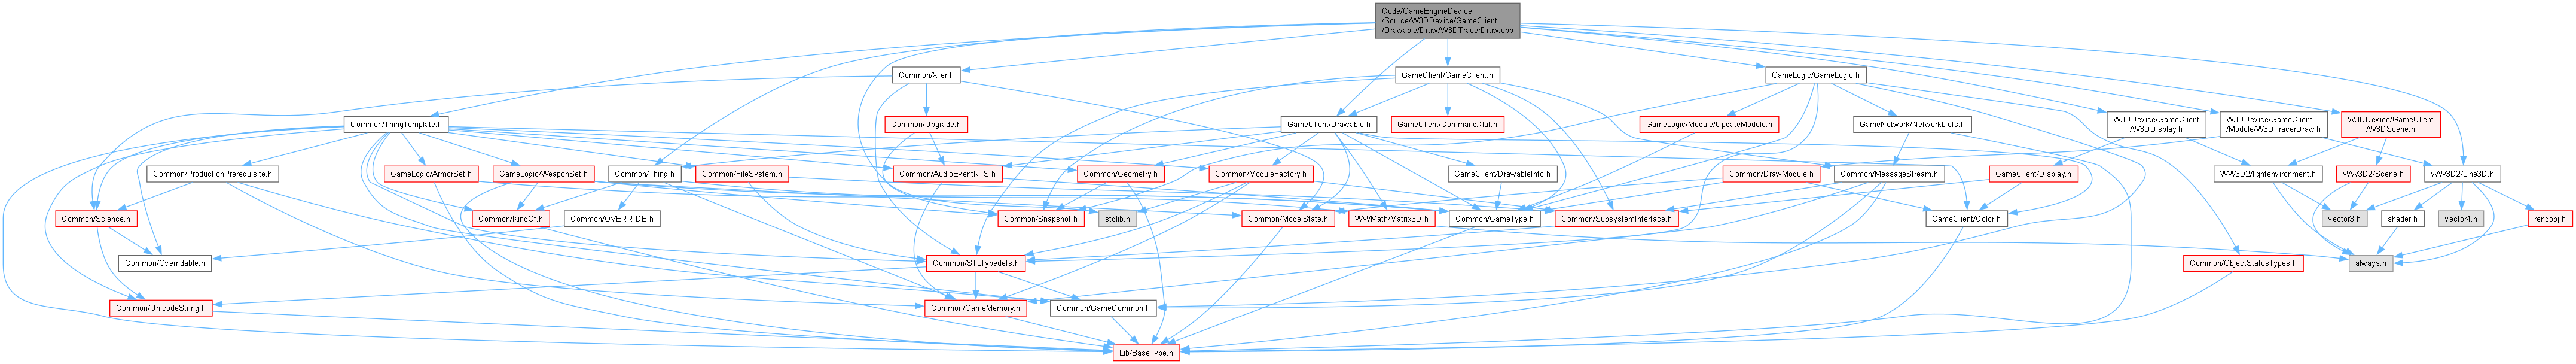 Code/GameEngineDevice
/Source/W3DDevice/GameClient
/Drawable/Draw/W3DTracerDraw.cpp
Common/Xfer.h
GameClient/GameClient.h
GameLogic/GameLogic.h
Common/Upgrade.h
Common/ThingTemplate.h
GameClient/Drawable.h
GameClient/CommandXlat.h
GameLogic/Module/UpdateModule.h
GameNetwork/NetworkDefs.h
W3DDevice/GameClient
/W3DDisplay.h
W3DDevice/GameClient
/Module/W3DTracerDraw.h
W3DDevice/GameClient
/W3DScene.h
Common/ProductionPrerequisite.h
GameLogic/ArmorSet.h
GameLogic/WeaponSet.h
Common/Thing.h
Common/FileSystem.h
Common/AudioEventRTS.h
Common/Geometry.h
Common/ModuleFactory.h
GameClient/DrawableInfo.h
Common/DrawModule.h
Common/MessageStream.h
GameClient/Display.h
WW3D2/lightenvironment.h
WW3D2/Scene.h
WW3D2/Line3D.h
Common/Science.h
Common/KindOf.h
Common/OVERRIDE.h
Common/Snapshot.h
stdlib.h
Common/ModelState.h
WWMath/Matrix3D.h
Common/GameType.h
Common/SubsystemInterface.h
GameClient/Color.h
vector3.h
shader.h
vector4.h
rendobj.h
Common/Overridable.h
Common/STLTypedefs.h
Common/ObjectStatusTypes.h
always.h
Common/UnicodeString.h
Common/GameMemory.h
Common/GameCommon.h
Lib/BaseType.h